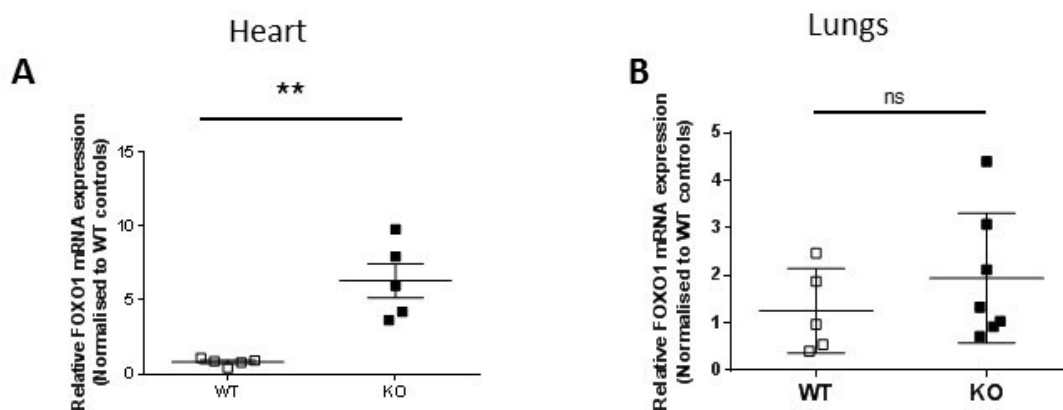 Heart
A
**
Relative FOXO1 mRNA expression
(Normalised to WT controls)
15
10
5
0
WT KO
Lungs
B
ns
Relative FOXO1 mRNA expression
(Normalised to WT controls)
5
4
3
2
1
0
WT KO